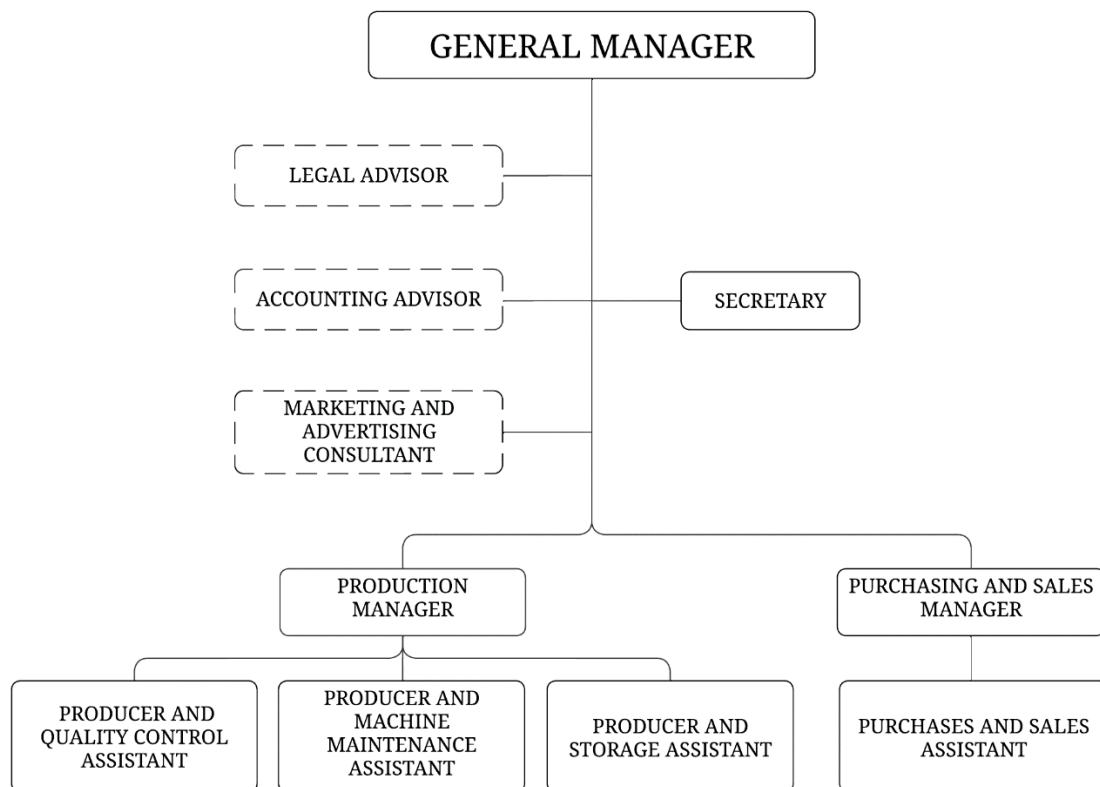 GENERAL MANAGER
LEGAL ADVISOR
ACCOUNTING ADVISOR
SECRETARY
MARKETING AND
ADVERTISING
CONSULTANT
PRODUCTION
MANAGER
PURCHASING AND SALES
MANAGER
PRODUCER AND
QUALITY CONTROL
ASSISTANT
PRODUCER AND
MACHINE
MAINTENANCE
ASSISTANT
PRODUCER AND
STORAGE ASSISTANT
PURCHASES AND SALES
ASSISTANT